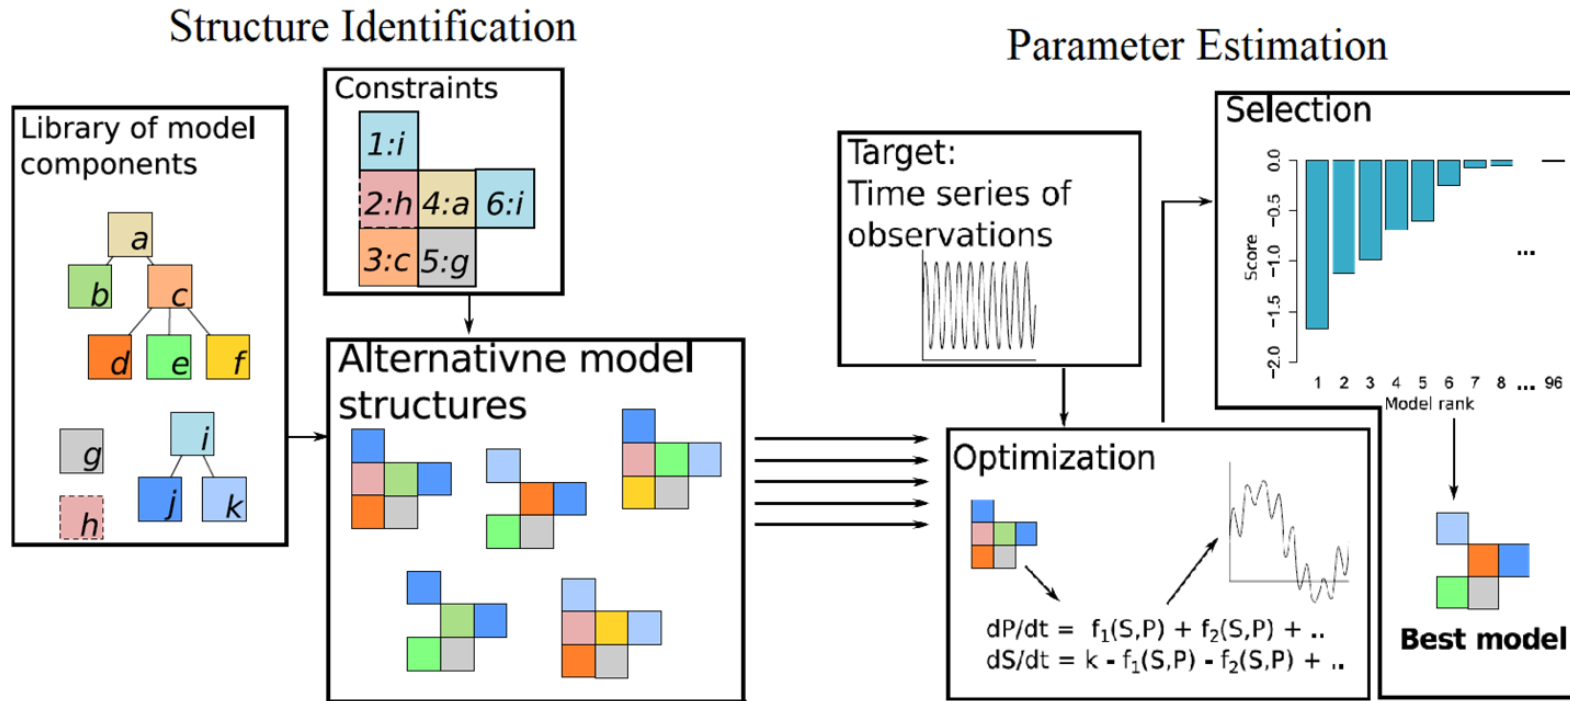 Structure Identification
Parameter Estimation
Library of model
components
a
b
c
d
e
f
g
h
i
j
k
Constraints
1:i
2:h
4:a
6:i
3:c
5:g
Alternativne model
structures
Target:
Time series of
observations
Optimization
dP/dt = f₁(S,P) + f₂(S,P) + ..
dS/dt = k - f₁(S,P) - f₂(S,P) + ..
Selection
Score
0.0
−0.5
−1.0
−1.5
−2.0
...
1 2 3 4 5 6 7 8 ... 96
Model rank
Best model